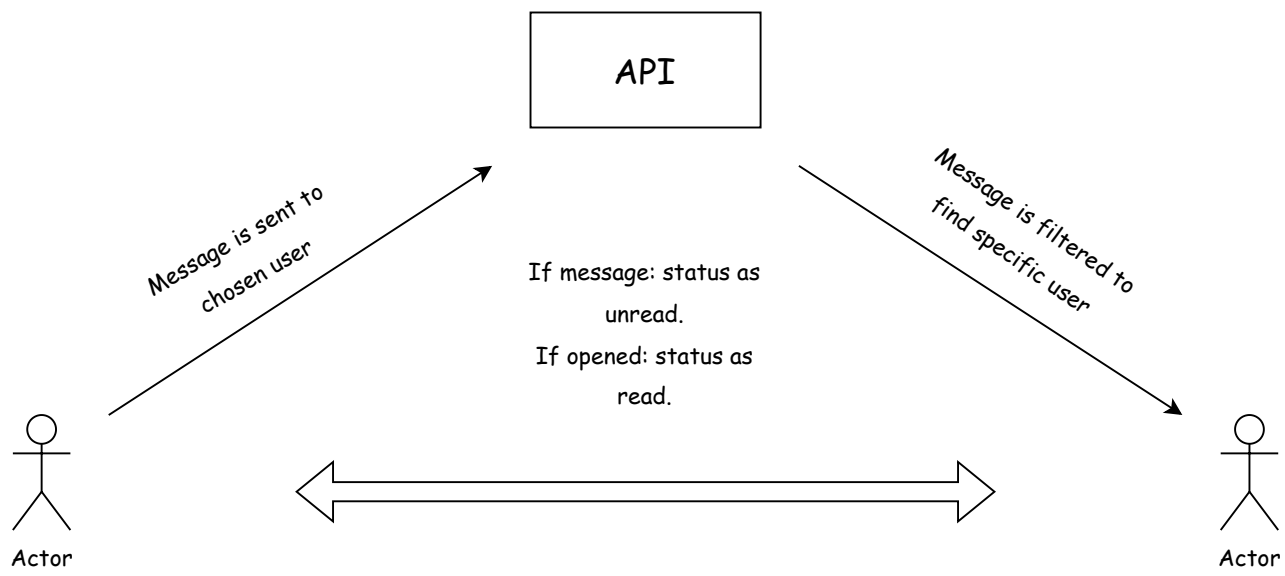 API
Message is sent to
chosen user
Message is filtered to
find specific user
If message: status as
unread.
If opened: status as
read.
Actor
Actor